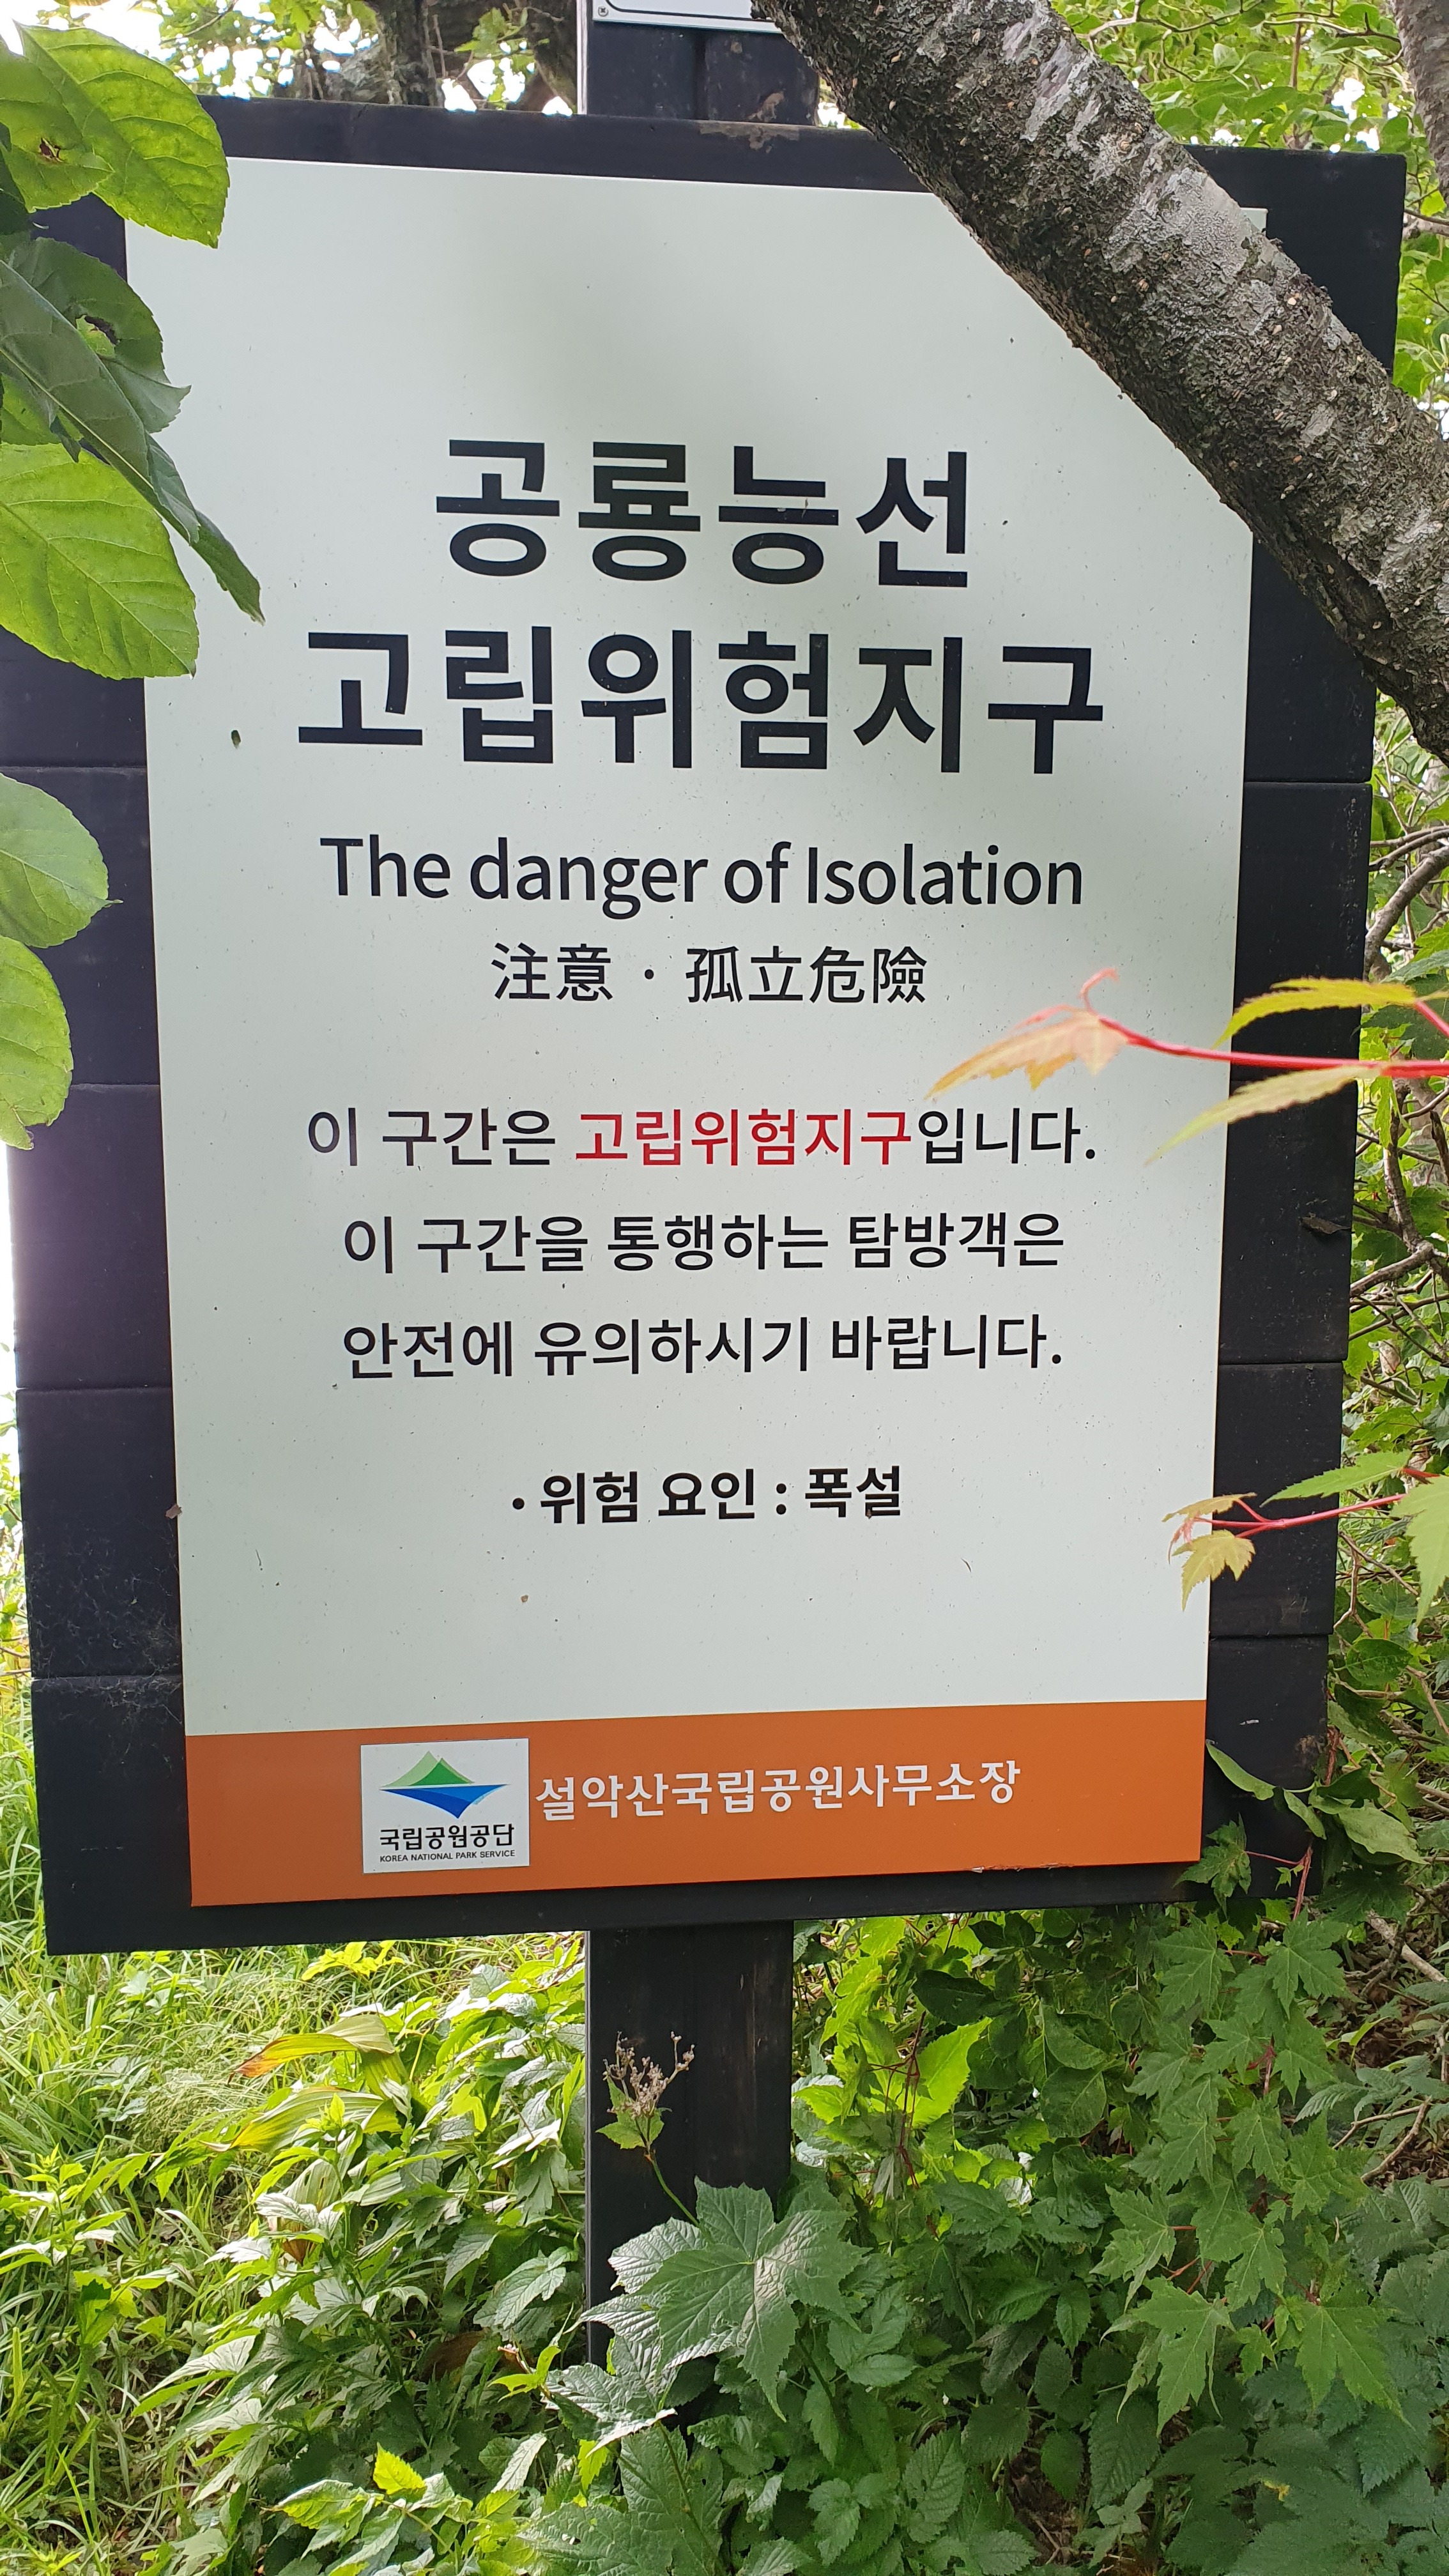 공룡능선
고립위험지구
The danger of Isolation
注意 · 孤立危險
이 구간은 고립위험지구입니다.
이 구간을 통행하는 탐방객은
안전에 유의하시기 바랍니다.
• 위험 요인 : 폭설
설악산국립공원사무소장
국립공원공단
KOREA NATIONAL PARK SERVICE